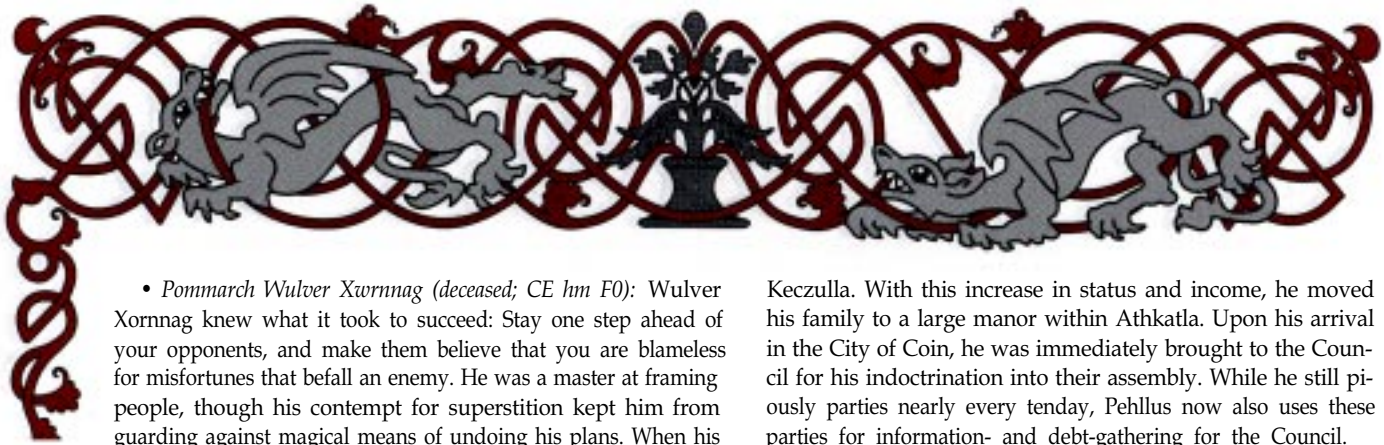 • Pommarch Wulver Xwrnnag (deceased; CE hm F0): Wulver
Xornnag knew what it took to succeed: Stay one step ahead of
your opponents, and make them believe that you are blameless
for misfortunes that befall an enemy. He was a master at framing
people, though his contempt for superstition kept him from
guarding against magical means of undoing his plans. When his
Keczulla. With this increase in status and income, he moved
his family to a large manor within Athkatla. Upon his arrival
in the City of Coin, he was immediately brought to the Coun-
cil for his indoctrination into their assembly. While he still pi-
ously parties nearly every tenday, Pehllus now also uses these
parties for information- and debt-gathering for the Council.